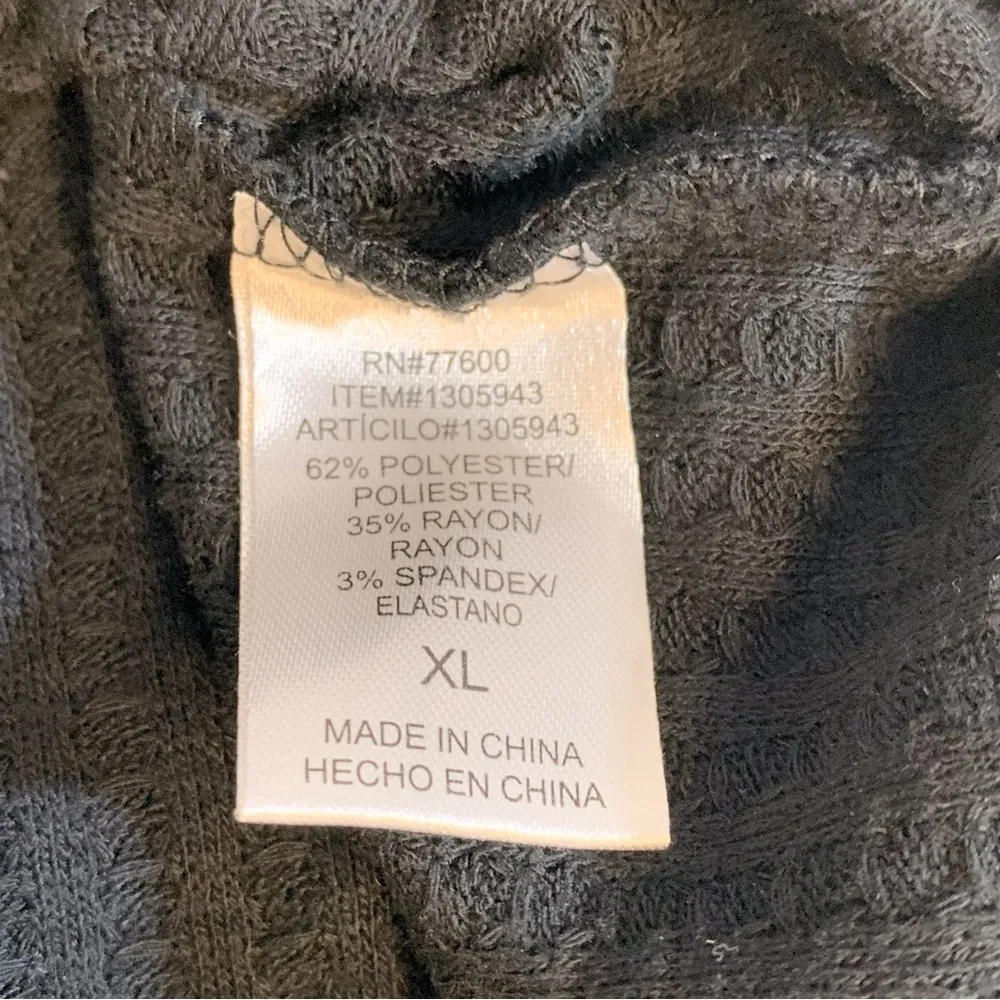 RN#77600
ITEM#1305943
ARTÍCILO#1305943
62% POLYESTER/
POLIESTER
35% RAYON/
RAYON
3% SPANDEX/
ELASTANO
XL
MADE IN CHINA
HECHO EN CHINA